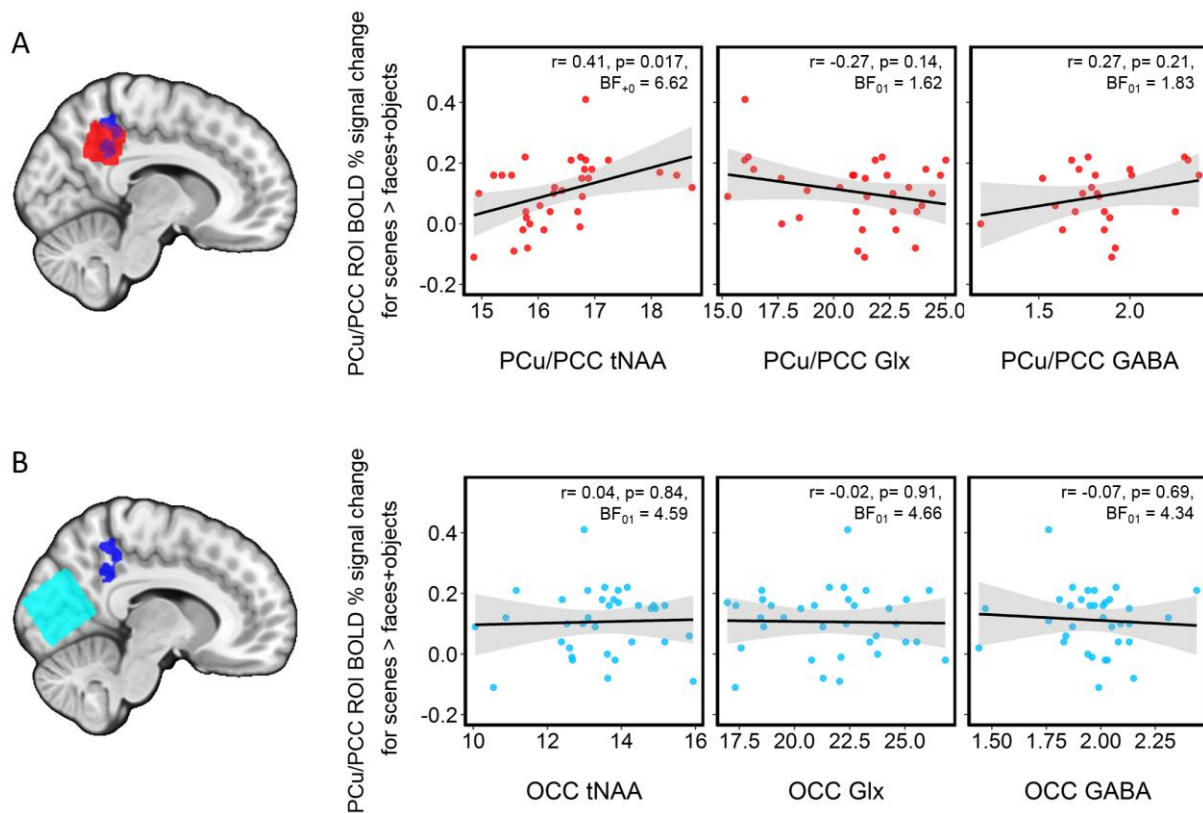 A
PCu/PCC ROI BOLD % signal change
for scenes > faces+objects
0.4
0.2
0.0
-0.2
r= 0.41, p= 0.017,
BF+0 = 6.62
15 16 17 18
PCu/PCC tNAA
r= -0.27, p= 0.14,
BF01 = 1.62
15.0 17.5 20.0 22.5 25.0
PCu/PCC Glx
r= 0.27, p= 0.21,
BF01 = 1.83
1.5 2.0
PCu/PCC GABA
B
PCu/PCC ROI BOLD % signal change
for scenes > faces+objects
0.4
0.2
0.0
-0.2
r= 0.04, p= 0.84,
BF01 = 4.59
10 12 14 16
OCC tNAA
r= -0.02, p= 0.91,
BF01 = 4.66
17.5 20.0 22.5 25.0
OCC Glx
r= -0.07, p= 0.69,
BF01 = 4.34
1.50 1.75 2.00 2.25
OCC GABA